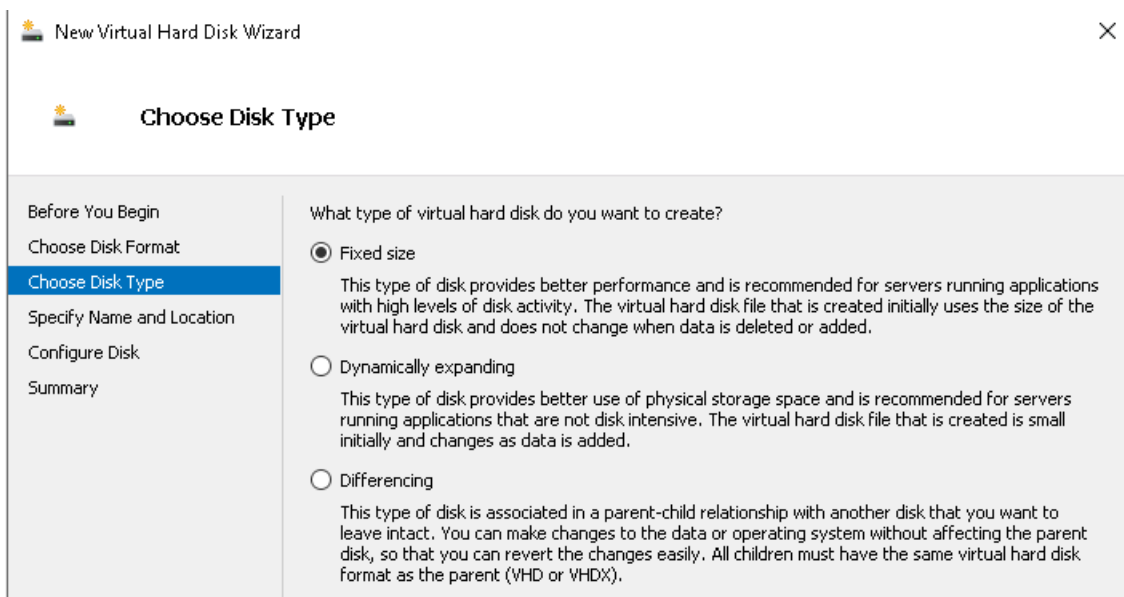 New Virtual Hard Disk Wizard
Choose Disk Type
Before You Begin
Choose Disk Format
Choose Disk Type
Specify Name and Location
Configure Disk
Summary
What type of virtual hard disk do you want to create?
Fixed size
This type of disk provides better performance and is recommended for servers running applications
with high levels of disk activity. The virtual hard disk file that is created initially uses the size of the
virtual hard disk and does not change when data is deleted or added.
Dynamically expanding
This type of disk provides better use of physical storage space and is recommended for servers
running applications that are not disk intensive. The virtual hard disk file that is created is small
initially and changes as data is added.
Differencing
This type of disk is associated in a parent-child relationship with another disk that you want to
leave intact. You can make changes to the data or operating system without affecting the parent
disk, so that you can revert the changes easily. All children must have the same virtual hard disk
format as the parent (VHD or VHDX).